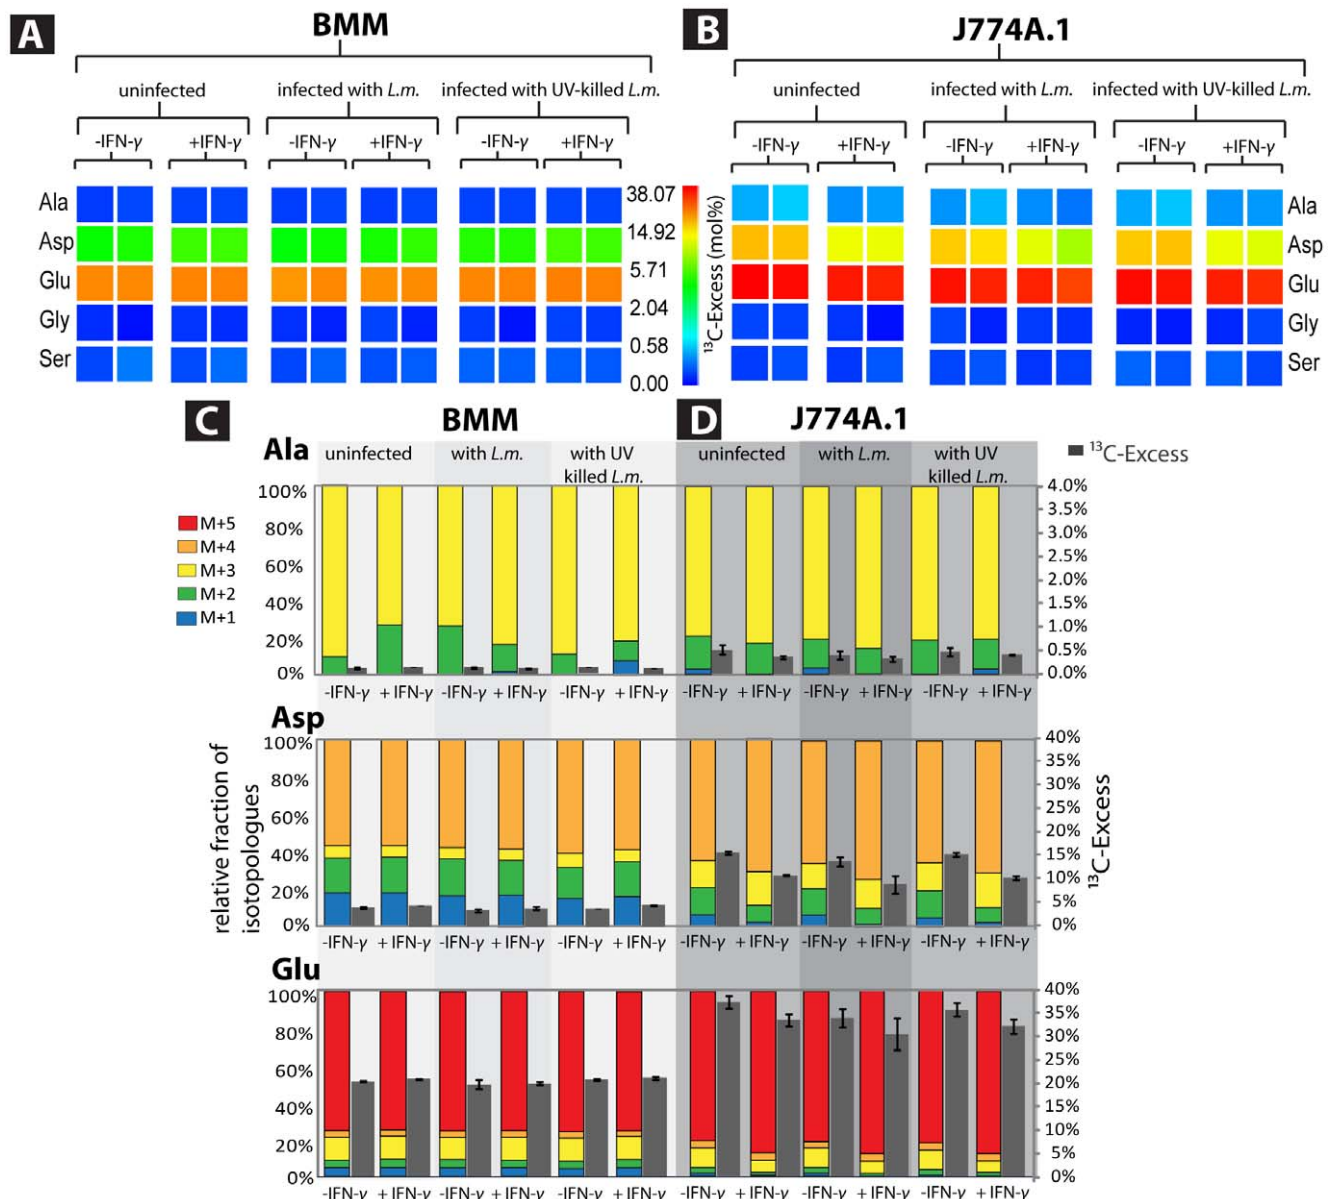 A
BMM
uninfected infected with L.m. infected with UV-killed L.m.
-IFN-γ +IFN-γ -IFN-γ +IFN-γ -IFN-γ +IFN-γ
Ala
Asp
Glu
Gly
Ser
38.07
14.92
5.71
2.04
0.58
0.00
¹³C-Excess (mol%)
B
J774A.1
uninfected infected with L.m. infected with UV-killed L.m.
-IFN-γ +IFN-γ -IFN-γ +IFN-γ -IFN-γ +IFN-γ
Ala
Asp
Glu
Gly
Ser
C
BMM
D
J774A.1
Ala
uninfected with L.m. with UV killed L.m. uninfected with L.m. with UV killed L.m.
¹³C-Excess
M+5
M+4
M+3
M+2
M+1
100%
80%
60%
40%
20%
0%
4.0%
3.5%
3.0%
2.5%
2.0%
1.5%
1.0%
0.5%
0.0%
-IFN-γ + IFN-γ -IFN-γ + IFN-γ -IFN-γ + IFN-γ -IFN-γ + IFN-γ -IFN-γ + IFN-γ -IFN-γ + IFN-γ
Asp
relative fraction of
isotopologues
100%
80%
60%
40%
20%
0%
40%
35%
30%
25%
20%
15%
10%
5%
0%
¹³C-Excess
-IFN-γ + IFN-γ -IFN-γ + IFN-γ -IFN-γ + IFN-γ -IFN-γ + IFN-γ -IFN-γ + IFN-γ -IFN-γ + IFN-γ
Glu
100%
80%
60%
40%
20%
0%
40%
35%
30%
25%
20%
15%
10%
5%
0%
-IFN-γ + IFN-γ -IFN-γ + IFN-γ -IFN-γ + IFN-γ -IFN-γ + IFN-γ -IFN-γ + IFN-γ -IFN-γ + IFN-γ